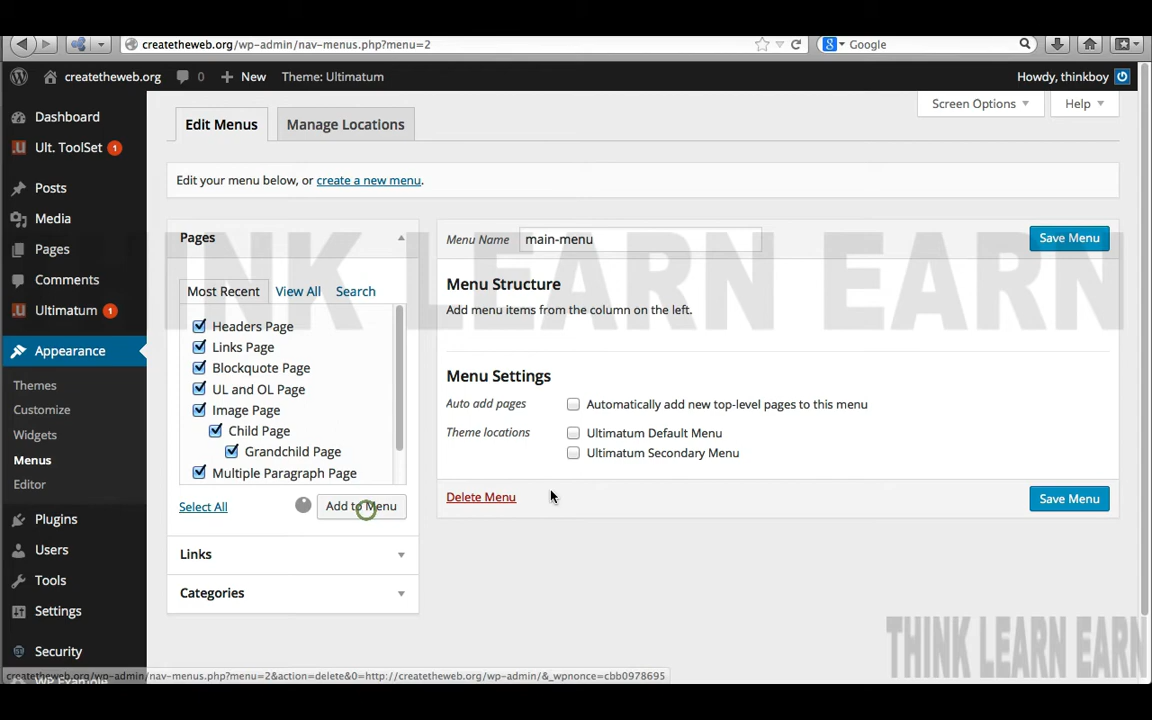 createtheweb.org/wp-admin/nav-menus.php?menu=2
Google
createtheweb.org 0 New Theme: Ultimatum Howdy, thinkboy
Screen Options Help
Edit Menus Manage Locations
Edit your menu below, or create a new menu.
Dashboard
Ult. ToolSet 1
Posts
Media
Pages
Comments
Ultimatum 1
Appearance
Themes
Customize
Widgets
Menus
Editor
Plugins
Users
Tools
Settings
Security
Pages
Most Recent View All Search
Headers Page
Links Page
Blockquote Page
UL and OL Page
Image Page
Child Page
Grandchild Page
Multiple Paragraph Page
Select All Add to Menu
Links
Categories
Menu Name main-menu Save Menu
Menu Structure
Add menu items from the column on the left.
Menu Settings
Auto add pages Automatically add new top-level pages to this menu
Theme locations Ultimatum Default Menu
Ultimatum Secondary Menu
Delete Menu Save Menu
THINK LEARN EARN
THINK LEARN EARN
createtheweb.org/wp-admin/nav-menus.php?menu=2&action=delete&0=http://createtheweb.org/wp-admin/&_wpnonce=cbb0978695